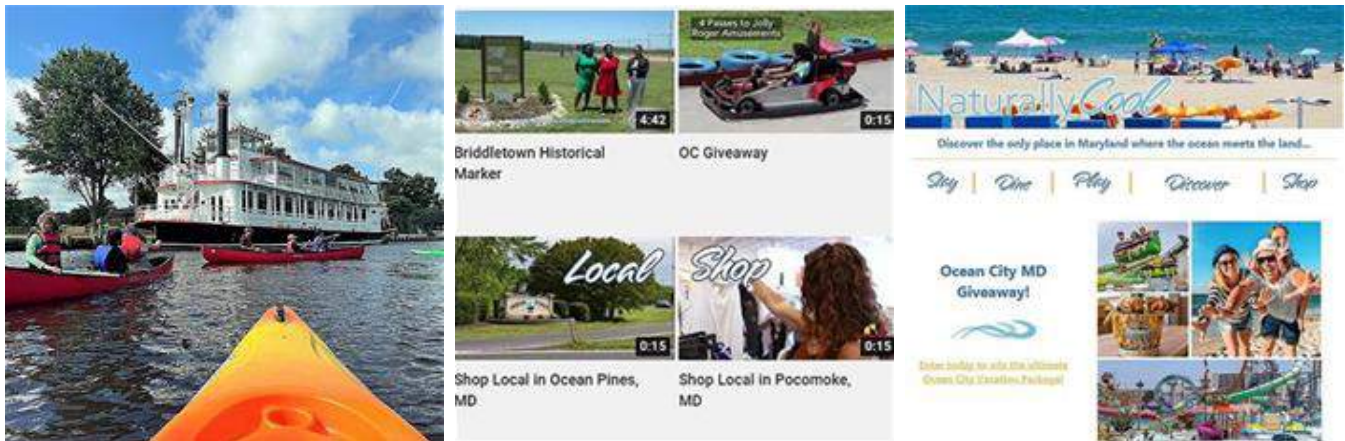 4 Passes to Jolly
Roger Amusements
4:42
0:15
Briddletown Historical
Marker
OC Giveaway
Local
Shop
0:15
0:15
Shop Local in Ocean Pines,
MD
Shop Local in Pocomoke,
MD
Naturally Cool
Discover the only place in Maryland where the ocean meets the land...
Stay | Dine | Play | Discover | Shop
Ocean City MD
Giveaway!
Enter today to win the ultimate
Ocean City Vacation Package!